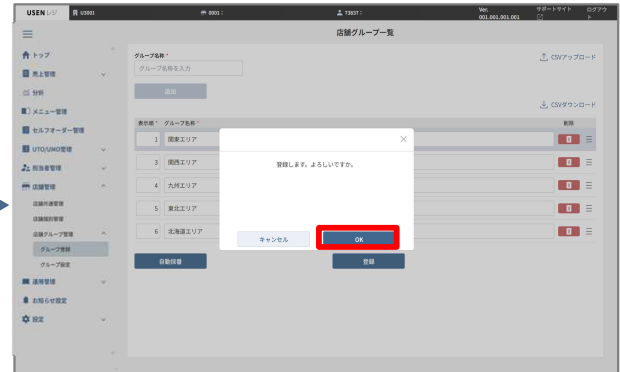 USENレジ U3001 0001： 73037： Ver. 001.001.001.001 サポートサイト ログアウト
店舗グループ一覧
トップ
売上管理
分析
メニュー管理
セルフオーダー管理
UTO/UMO管理
担当者管理
店舗管理
店舗共通管理
店舗個別管理
店舗グループ管理
グループ登録
グループ設定
運用管理
お知らせ設定
設定
グループ名称 *
グループ名称を入力
追加
CSVアップロード
CSVダウンロード
表示順 * グループ名称 * 削除
1 関東エリア
3 関西エリア
4 九州エリア
5 東北エリア
6 北海道エリア
自動採番 登録
登録します。よろしいですか。
キャンセル OK